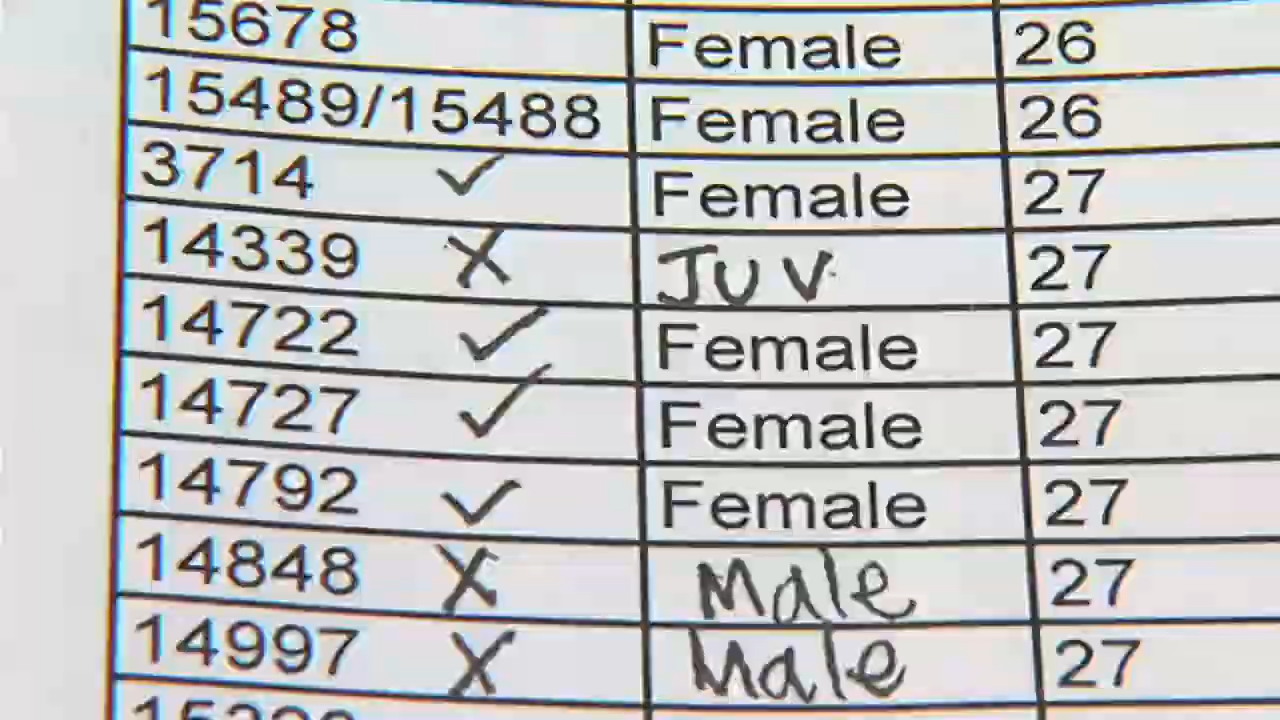 15678 Female 26
15489/15488 Female 26
3714 ✓ Female 27
14339 X JUV 27
14722 ✓ Female 27
14727 ✓ Female 27
14792 ✓ Female 27
14848 X Male 27
14997 X Male 27